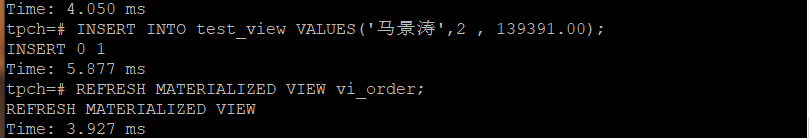 Time: 4.050 ms
tpch=# INSERT INTO test_view VALUES('马景涛',2 , 139391.00);
INSERT 0 1
Time: 5.877 ms
tpch=# REFRESH MATERIALIZED VIEW vi_order;
REFRESH MATERIALIZED VIEW
Time: 3.927 ms